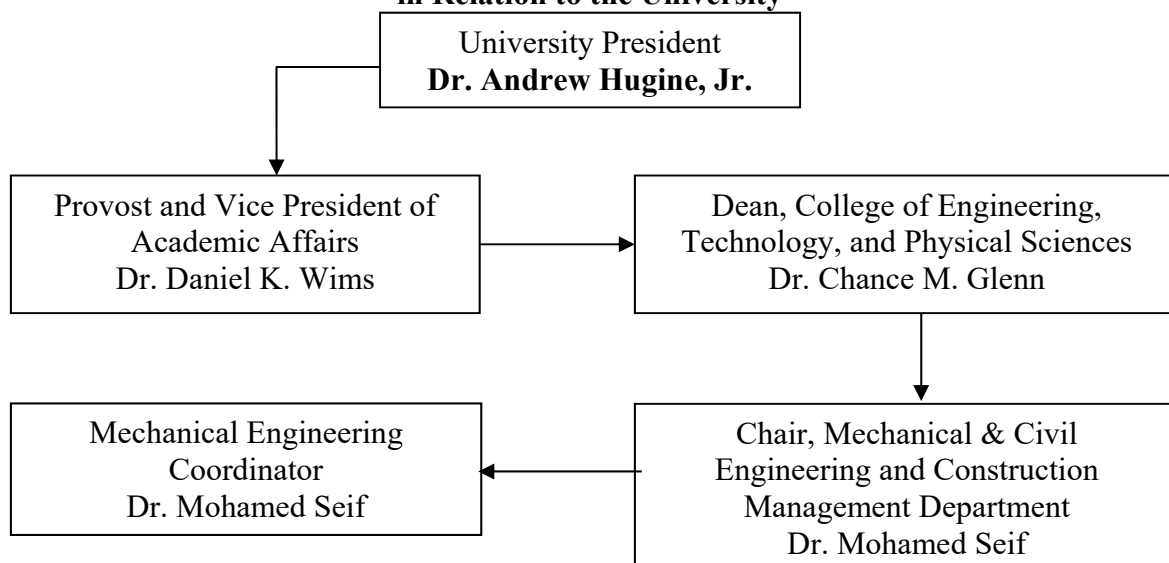 in Relation to the University
University President
Dr. Andrew Hugine, Jr.
Provost and Vice President of
Academic Affairs
Dr. Daniel K. Wims
Dean, College of Engineering,
Technology, and Physical Sciences
Dr. Chance M. Glenn
Mechanical Engineering
Coordinator
Dr. Mohamed Seif
Chair, Mechanical & Civil
Engineering and Construction
Management Department
Dr. Mohamed Seif